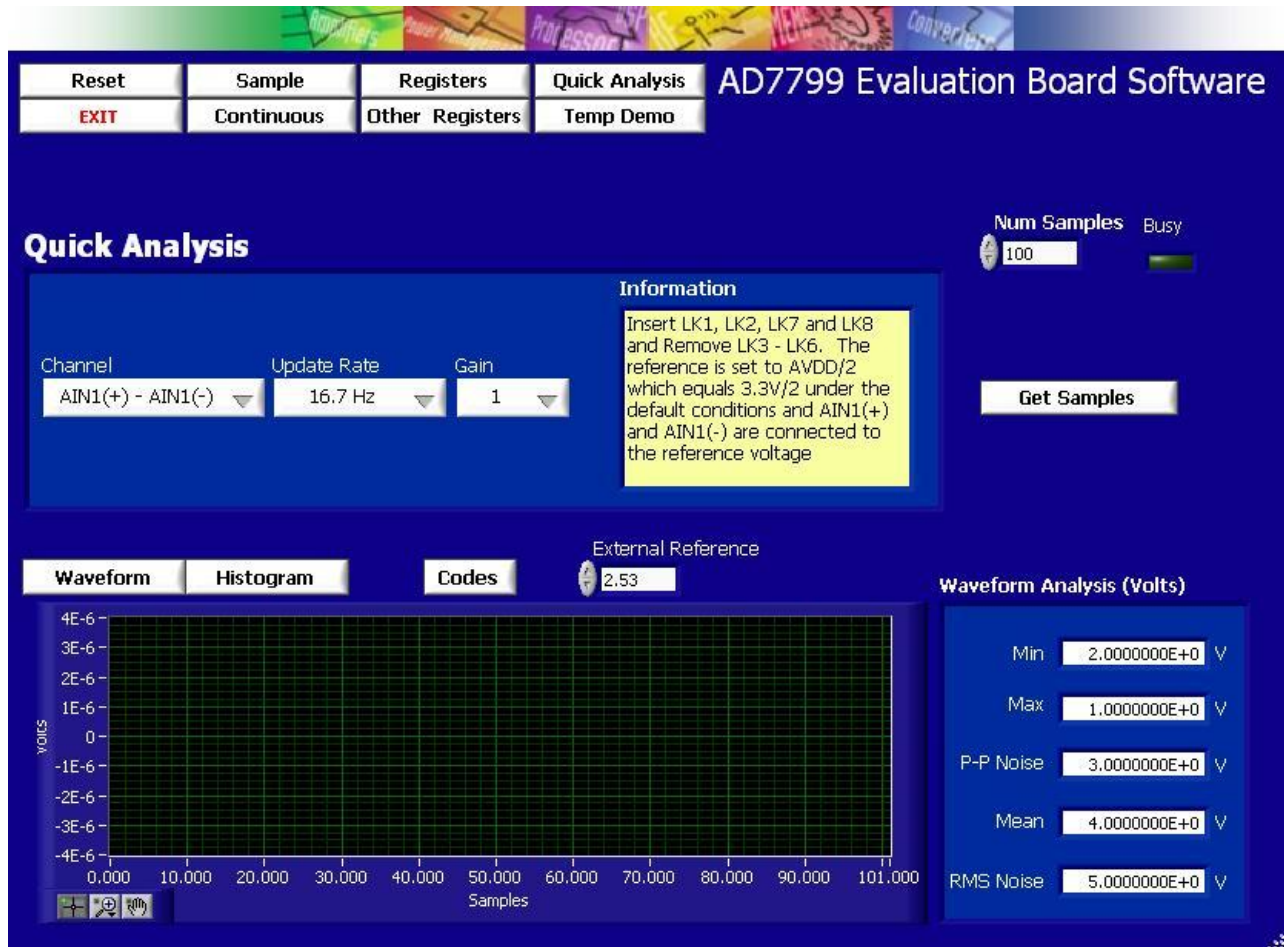 Amplifiers Power Management Processor DSP MEMS Converters
Reset Sample Registers Quick Analysis AD7799 Evaluation Board Software
EXIT Continuous Other Registers Temp Demo
Num Samples Busy
Quick Analysis
100
Information
Insert LK1, LK2, LK7 and LK8
and Remove LK3 - LK6. The
reference is set to AVDD/2
which equals 3.3V/2 under the
default conditions and AIN1(+)
and AIN1(-) are connected to
the reference voltage
Channel Update Rate Gain
AIN1(+) - AIN1(-) 16.7 Hz 1
Get Samples
External Reference
Waveform Histogram Codes 2.53
Waveform Analysis (Volts)
4E-6
3E-6
2E-6
1E-6
0
-1E-6
-2E-6
-3E-6
-4E-6
Volts
0.000 10.000 20.000 30.000 40.000 50.000 60.000 70.000 80.000 90.000 101.000
Samples
Min 2.0000000E+0 V
Max 1.0000000E+0 V
P-P Noise 3.0000000E+0 V
Mean 4.0000000E+0 V
RMS Noise 5.0000000E+0 V